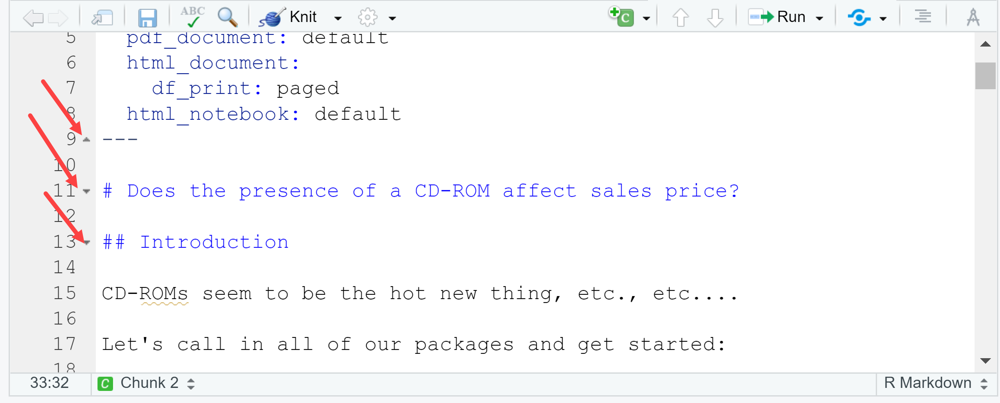 ABC Knit C Run
5 pdf_document: default
6 html_document:
7 df_print: paged
8 html_notebook: default
9 ---
10
11 # Does the presence of a CD-ROM affect sales price?
12
13 ## Introduction
14
15 CD-ROMs seem to be the hot new thing, etc., etc....
16
17 Let's call in all of our packages and get started:
18
33:32 C Chunk 2 R Markdown